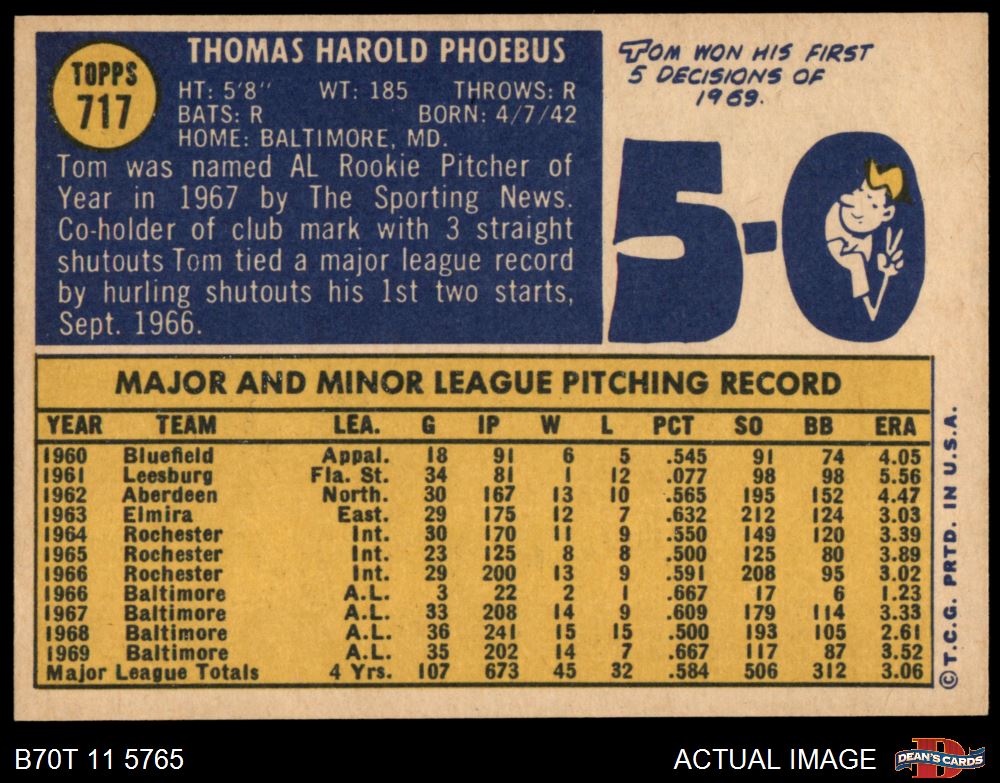 TOPPS
717
THOMAS HAROLD PHOEBUS
HT: 5'8" WT: 185 THROWS: R
BATS: R BORN: 4/7/42
HOME: BALTIMORE, MD.
Tom was named AL Rookie Pitcher of
Year in 1967 by The Sporting News.
Co-holder of club mark with 3 straight
shutouts Tom tied a major league record
by hurling shutouts his 1st two starts,
Sept. 1966.
TOM WON HIS FIRST
5 DECISIONS OF
1969.
5-0
MAJOR AND MINOR LEAGUE PITCHING RECORD
YEAR TEAM LEA. G IP W L PCT SO BB ERA
1960 Bluefield Appal. 18 91 6 5 .545 91 74 4.05
1961 Leesburg Fla. St. 34 81 1 12 .077 98 98 5.56
1962 Aberdeen North. 30 167 13 10 .565 195 152 4.47
1963 Elmira East. 29 175 12 7 .632 212 124 3.03
1964 Rochester Int. 30 170 11 9 .550 149 120 3.39
1965 Rochester Int. 23 125 8 8 .500 125 80 3.89
1966 Rochester Int. 29 200 13 9 .591 208 95 3.02
1966 Baltimore A.L. 3 22 2 1 .667 17 6 1.23
1967 Baltimore A.L. 33 208 14 9 .609 179 114 3.33
1968 Baltimore A.L. 36 241 15 15 .500 193 105 2.61
1969 Baltimore A.L. 35 202 14 7 .667 117 87 3.52
Major League Totals 4 Yrs. 107 673 45 32 .584 506 312 3.06
©T.C.G. PRTD. IN U.S.A.
B70T 11 5765
ACTUAL IMAGE
D
DEAN'S CARDS